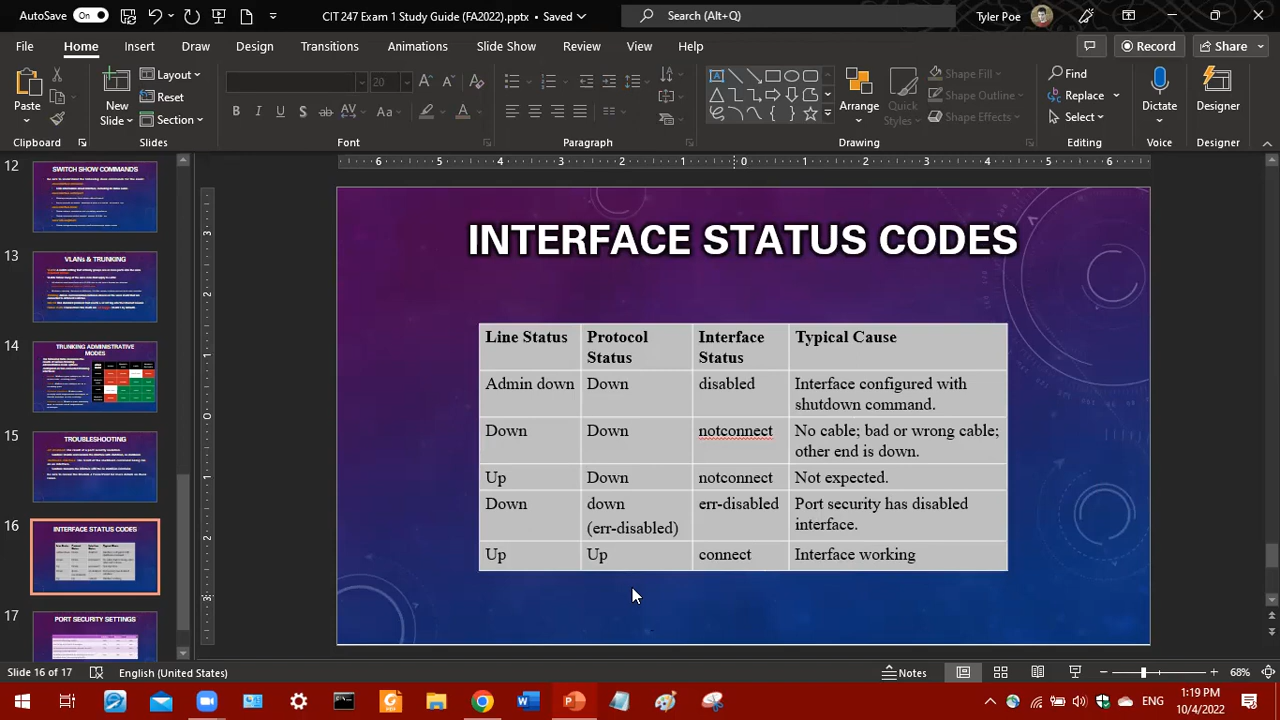 AutoSave On CIT247 Exam 1 Study Guide (FA2022).pptx • Saved Search (Alt+Q) Tyler Poe
File Home Insert Draw Design Transitions Animations Slide Show Review View Help Record Share
Paste New Slide Layout Reset Section 20 Arrange Quick Styles Shape Fill Shape Outline Shape Effects Find Replace Select Dictate Designer
Clipboard Slides Font Paragraph Drawing Editing Voice Designer
12
SWITCH SHOW COMMANDS
13
VLANs & TRUNKING
14
TRUNKING ADMINISTRATIVE
MODES
15
TROUBLESHOOTING
16
INTERFACE STATUS CODES
17
PORT SECURITY SETTINGS
INTERFACE STATUS CODES
Line Status Protocol Status Interface Status Typical Cause
Admin down Down disabled Interface configured with shutdown command.
Down Down notconnect No cable; bad or wrong cable; other end is down.
Up Down notconnect Not expected.
Down down (err-disabled) err-disabled Port security has disabled interface.
Up Up connect Interface working
Slide 16 of 17 English (United States) Notes 68%
ENG 1:19 PM
10/4/2022